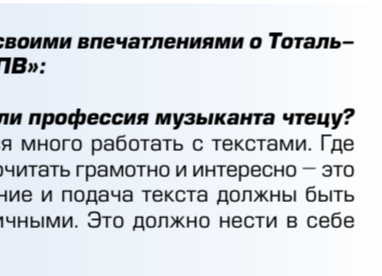 своими впечатлениями о Тоталь–
ПВ»:
ли профессия музыканта чтецу?
ся много работать с текстами. Где
очитать грамотно и интересно — это
ние и подача текста должны быть
ичными. Это должно нести в себе